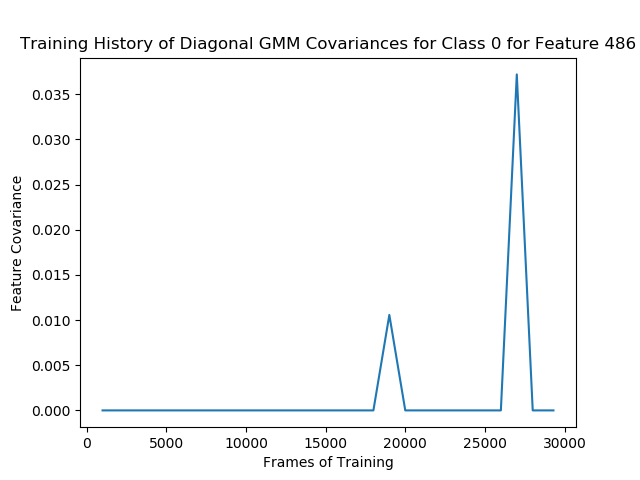 Training History of Diagonal GMM Covariances for Class 0 for Feature 486
0.035
0.030
0.025
0.020
0.015
0.010
0.005
0.000
Feature Covariance
0 5000 10000 15000 20000 25000 30000
Frames of Training